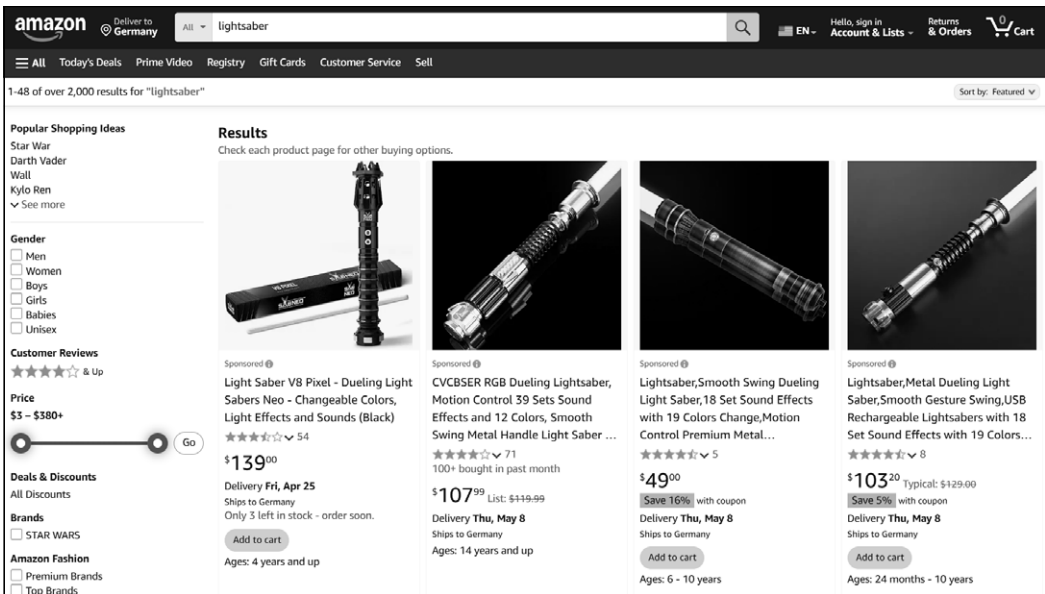 amazon
Deliver to
Germany
All
lightsaber
EN
Hello, sign in
Account & Lists
Returns
& Orders
0
Cart
All
Today's Deals
Prime Video
Registry
Gift Cards
Customer Service
Sell
1-48 of over 2,000 results for "lightsaber"
Sort by: Featured
Popular Shopping Ideas
Star War
Darth Vader
Wall
Kylo Ren
See more
Gender
Men
Women
Boys
Girls
Babies
Unisex
Customer Reviews
& Up
Price
$3 – $380+
Go
Deals & Discounts
All Discounts
Brands
STAR WARS
Amazon Fashion
Premium Brands
Top Brands
Results
Check each product page for other buying options.
V8 PIXEL
Sponsored
Light Saber V8 Pixel - Dueling Light
Sabers Neo - Changeable Colors,
Light Effects and Sounds (Black)
54
$13900
Delivery Fri, Apr 25
Ships to Germany
Only 3 left in stock - order soon.
Add to cart
Ages: 4 years and up
Sponsored
CVCBSER RGB Dueling Lightsaber,
Motion Control 39 Sets Sound
Effects and 12 Colors, Smooth
Swing Metal Handle Light Saber ...
71
100+ bought in past month
$10799 List: $119.99
Delivery Thu, May 8
Ships to Germany
Ages: 14 years and up
Sponsored
Lightsaber,Smooth Swing Dueling
Light Saber,18 Set Sound Effects
with 19 Colors Change,Motion
Control Premium Metal...
5
$4900
Save 16% with coupon
Delivery Thu, May 8
Ships to Germany
Add to cart
Ages: 6 - 10 years
Sponsored
Lightsaber,Metal Dueling Light
Saber,Smooth Gesture Swing,USB
Rechargeable Lightsabers with 18
Set Sound Effects with 19 Colors...
8
$10320 Typical: $129.00
Save 5% with coupon
Delivery Thu, May 8
Ships to Germany
Add to cart
Ages: 24 months - 10 years